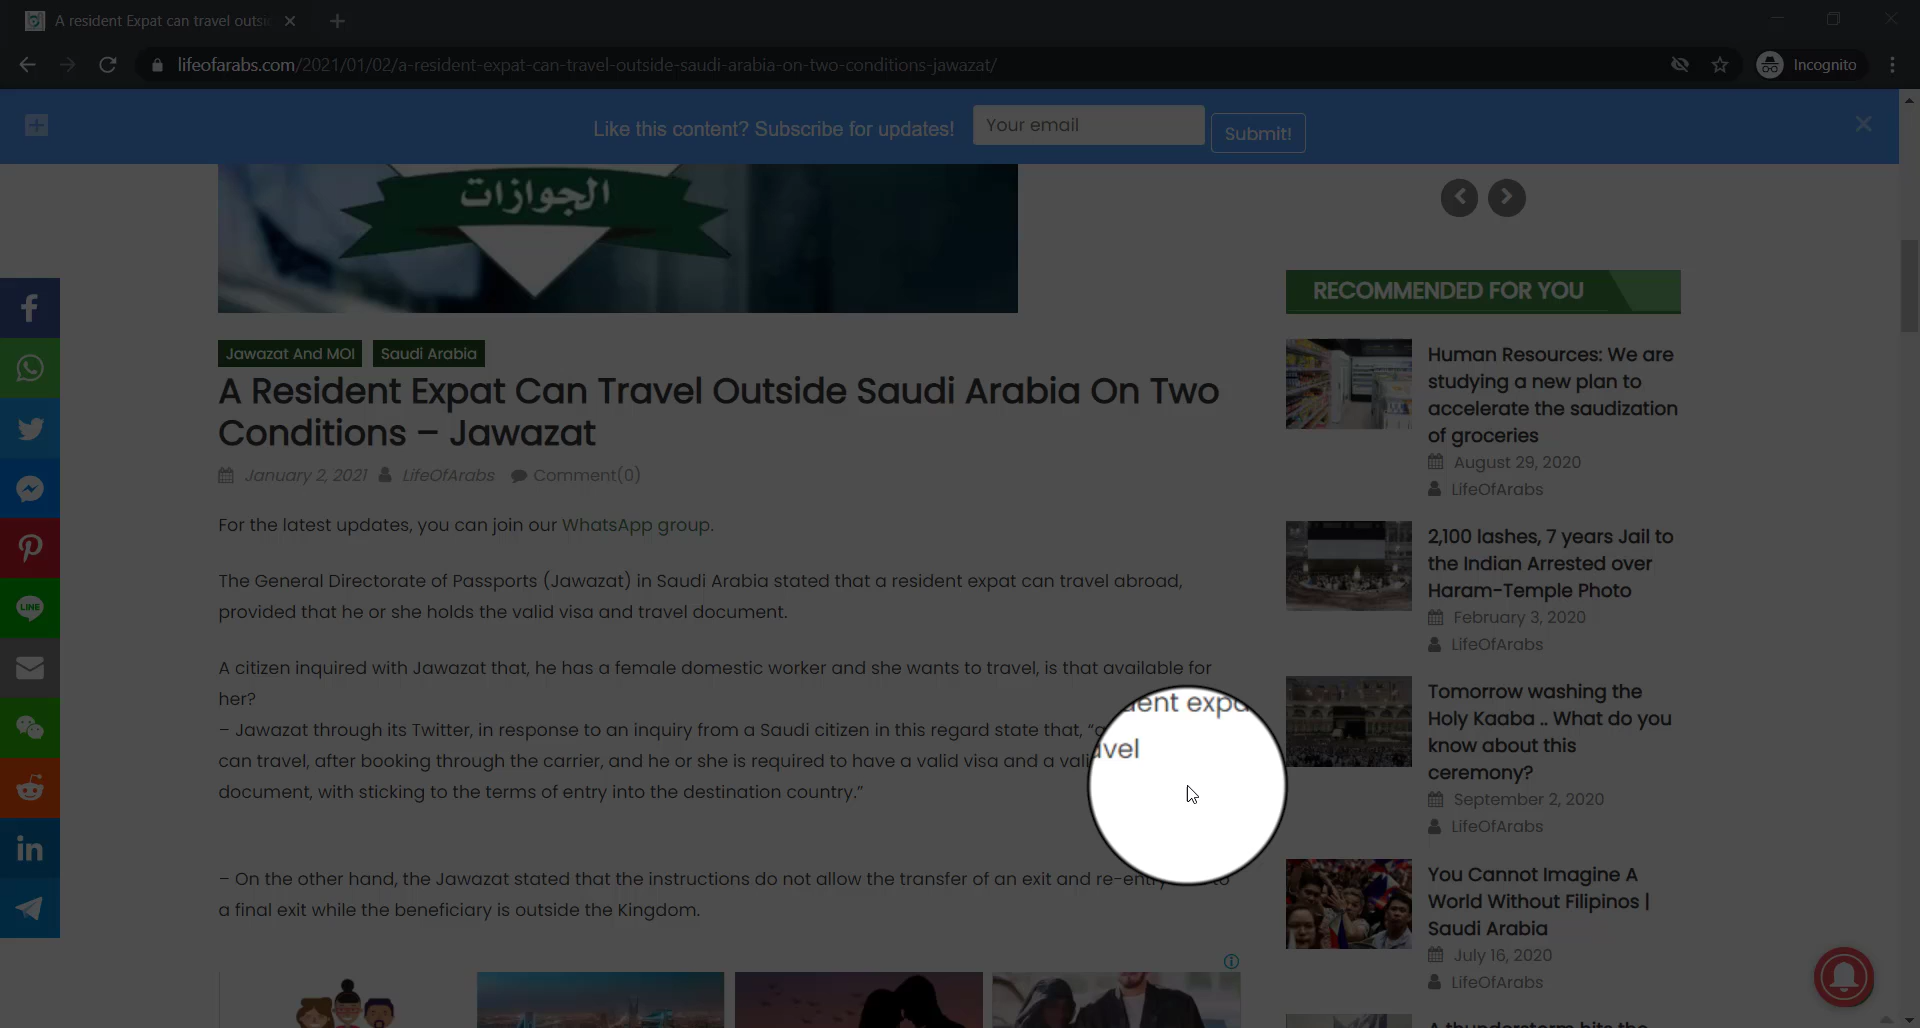 A resident Expat can travel outsi
lifeofarabs.com/2021/01/02/a-resident-expat-can-travel-outside-saudi-arabia-on-two-conditions-jawazat/
Incognito
Like this content? Subscribe for updates!
Your email
Submit!
الجوازات
Jawazat And MOI
Saudi Arabia
A Resident Expat Can Travel Outside Saudi Arabia On Two
Conditions – Jawazat
January 2, 2021 LifeOfArabs Comment(0)
For the latest updates, you can join our WhatsApp group.
The General Directorate of Passports (Jawazat) in Saudi Arabia stated that a resident expat can travel abroad,
provided that he or she holds the valid visa and travel document.
A citizen inquired with Jawazat that, he has a female domestic worker and she wants to travel, is that available for
her?
– Jawazat through its Twitter, in response to an inquiry from a Saudi citizen in this regard state that, “
can travel, after booking through the carrier, and he or she is required to have a valid visa and a vali
document, with sticking to the terms of entry into the destination country.”
dent expa
avel
– On the other hand, the Jawazat stated that the instructions do not allow the transfer of an exit and re-entry to
a final exit while the beneficiary is outside the Kingdom.
LINE
RECOMMENDED FOR YOU
Human Resources: We are
studying a new plan to
accelerate the saudization
of groceries
August 29, 2020
LifeOfArabs
2,100 lashes, 7 years Jail to
the Indian Arrested over
Haram-Temple Photo
February 3, 2020
LifeOfArabs
Tomorrow washing the
Holy Kaaba .. What do you
know about this
ceremony?
September 2, 2020
LifeOfArabs
You Cannot Imagine A
World Without Filipinos |
Saudi Arabia
July 16, 2020
LifeOfArabs
A thunderstorm hits the